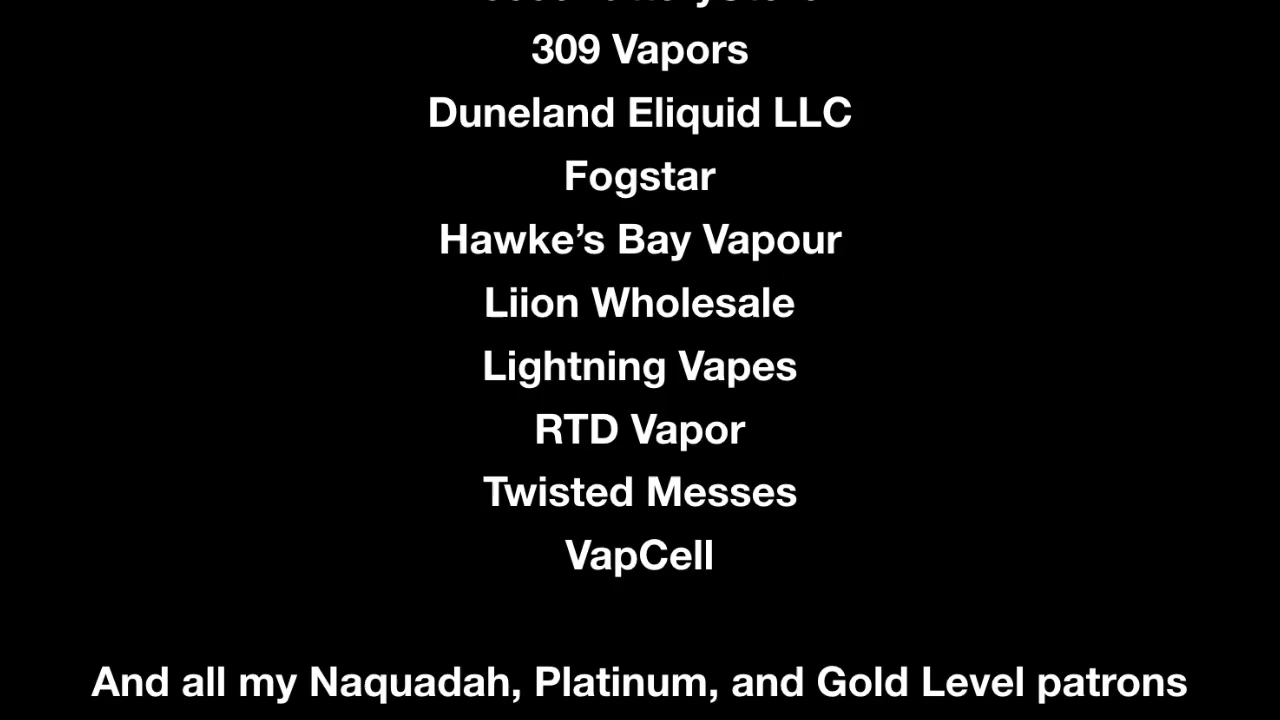 309 Vapors
Duneland Eliquid LLC
Fogstar
Hawke’s Bay Vapour
Liion Wholesale
Lightning Vapes
RTD Vapor
Twisted Messes
VapCell
And all my Naquadah, Platinum, and Gold Level patrons